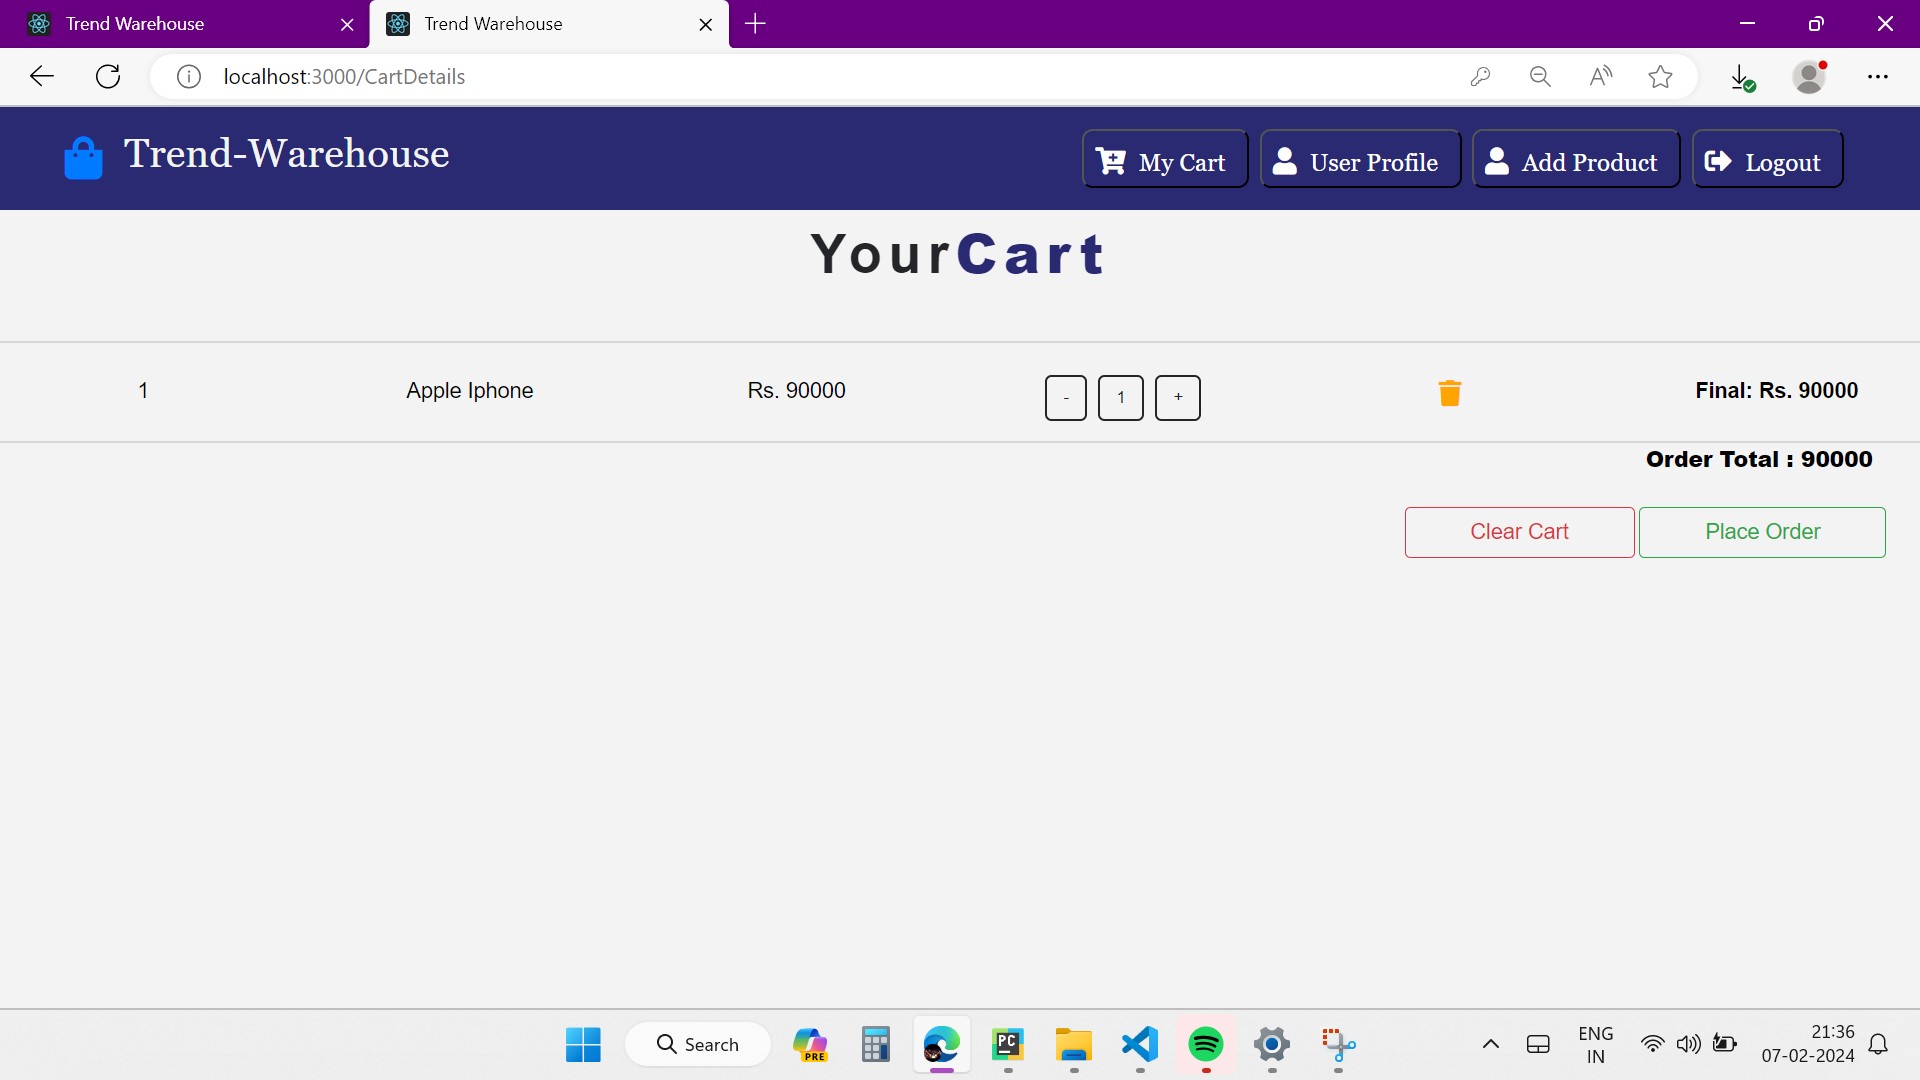 Trend Warehouse
Trend Warehouse
localhost:3000/CartDetails
Trend-Warehouse
My Cart
User Profile
Add Product
Logout
YourCart
1 Apple Iphone Rs. 90000 - 1 + Final: Rs. 90000
Order Total : 90000
Clear Cart
Place Order
Search
PRE
PC
ENG
IN
21:36
07-02-2024